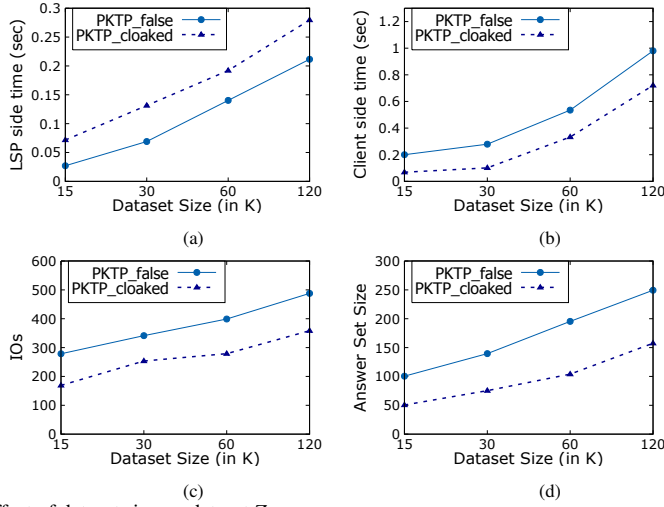 PKTP_false
PKTP_cloaked
LSP side time (sec)
0.3
0.25
0.2
0.15
0.1
0.05
0
15 30 60 120
Dataset Size (in K)
(a)
PKTP_false
PKTP_cloaked
Client side time (sec)
1.2
1
0.8
0.6
0.4
0.2
0
15 30 60 120
Dataset Size (in K)
(b)
PKTP_false
PKTP_cloaked
IOs
600
500
400
300
200
100
0
15 30 60 120
Dataset Size (in K)
(c)
PKTP_false
PKTP_cloaked
Answer Set Size
300
250
200
150
100
50
0
15 30 60 120
Dataset Size (in K)
(d)